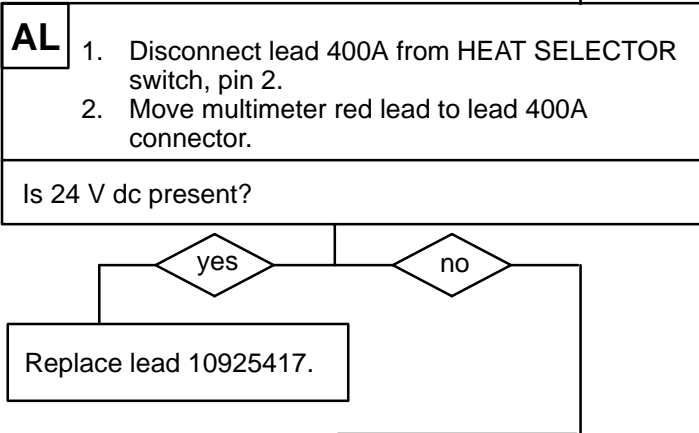 AL
1. Disconnect lead 400A from HEAT SELECTOR
switch, pin 2.
2. Move multimeter red lead to lead 400A
connector.
Is 24 V dc present?
yes
no
Replace lead 10925417.